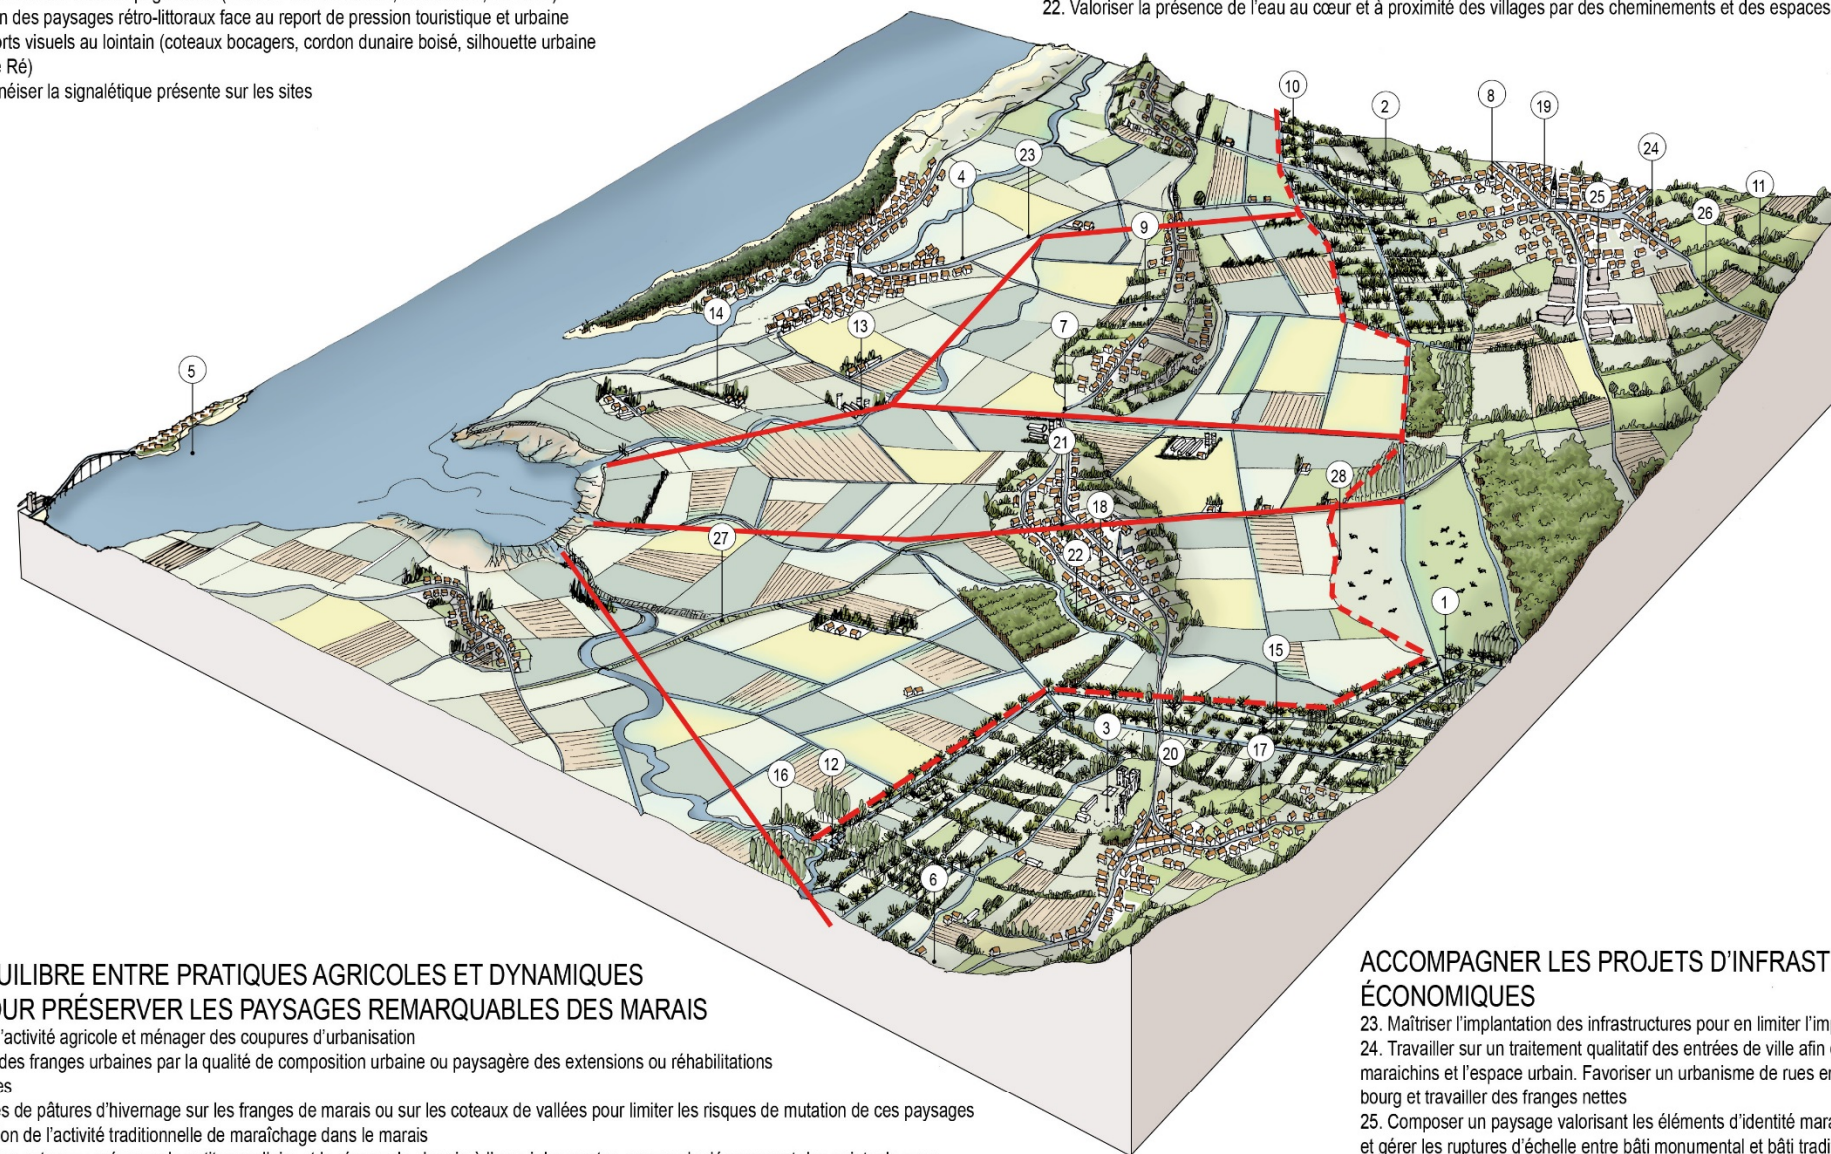 n des paysages rétro-littoraux face au report de pression touristique et urbaine
rts visuels au lointain (coteaux bocagers, cordon dunaire boisé, silhouette urbaine
Ré)
néiser la signalétique présente sur les sites
22. Valoriser la présence de l'eau au cœur et à proximité des villages par des cheminements et des espaces
10
2
8
19
24
23
4
25
11
26
9
14
13
7
5
21
28
18
27
22
1
15
3
20
17
16
12
6
UILIBRE ENTRE PRATIQUES AGRICOLES ET DYNAMIQUES
OUR PRÉSERVER LES PAYSAGES REMARQUABLES DES MARAIS
l'activité agricole et ménager des coupures d'urbanisation
des franges urbaines par la qualité de composition urbaine ou paysagère des extensions ou réhabilitations
es
s de pâtures d'hivernage sur les franges de marais ou sur les coteaux de vallées pour limiter les risques de mutation de ces paysages
on de l'activité traditionnelle de maraîchage dans le marais
ACCOMPAGNER LES PROJETS D'INFRAST
ÉCONOMIQUES
23. Maîtriser l'implantation des infrastructures pour en limiter l'im
24. Travailler sur un traitement qualitatif des entrées de ville afin
maraichins et l'espace urbain. Favoriser un urbanisme de rues en
bourg et travailler des franges nettes
25. Composer un paysage valorisant les éléments d'identité mara
et gérer les ruptures d'échelle entre bâti monumental et bâti tradi